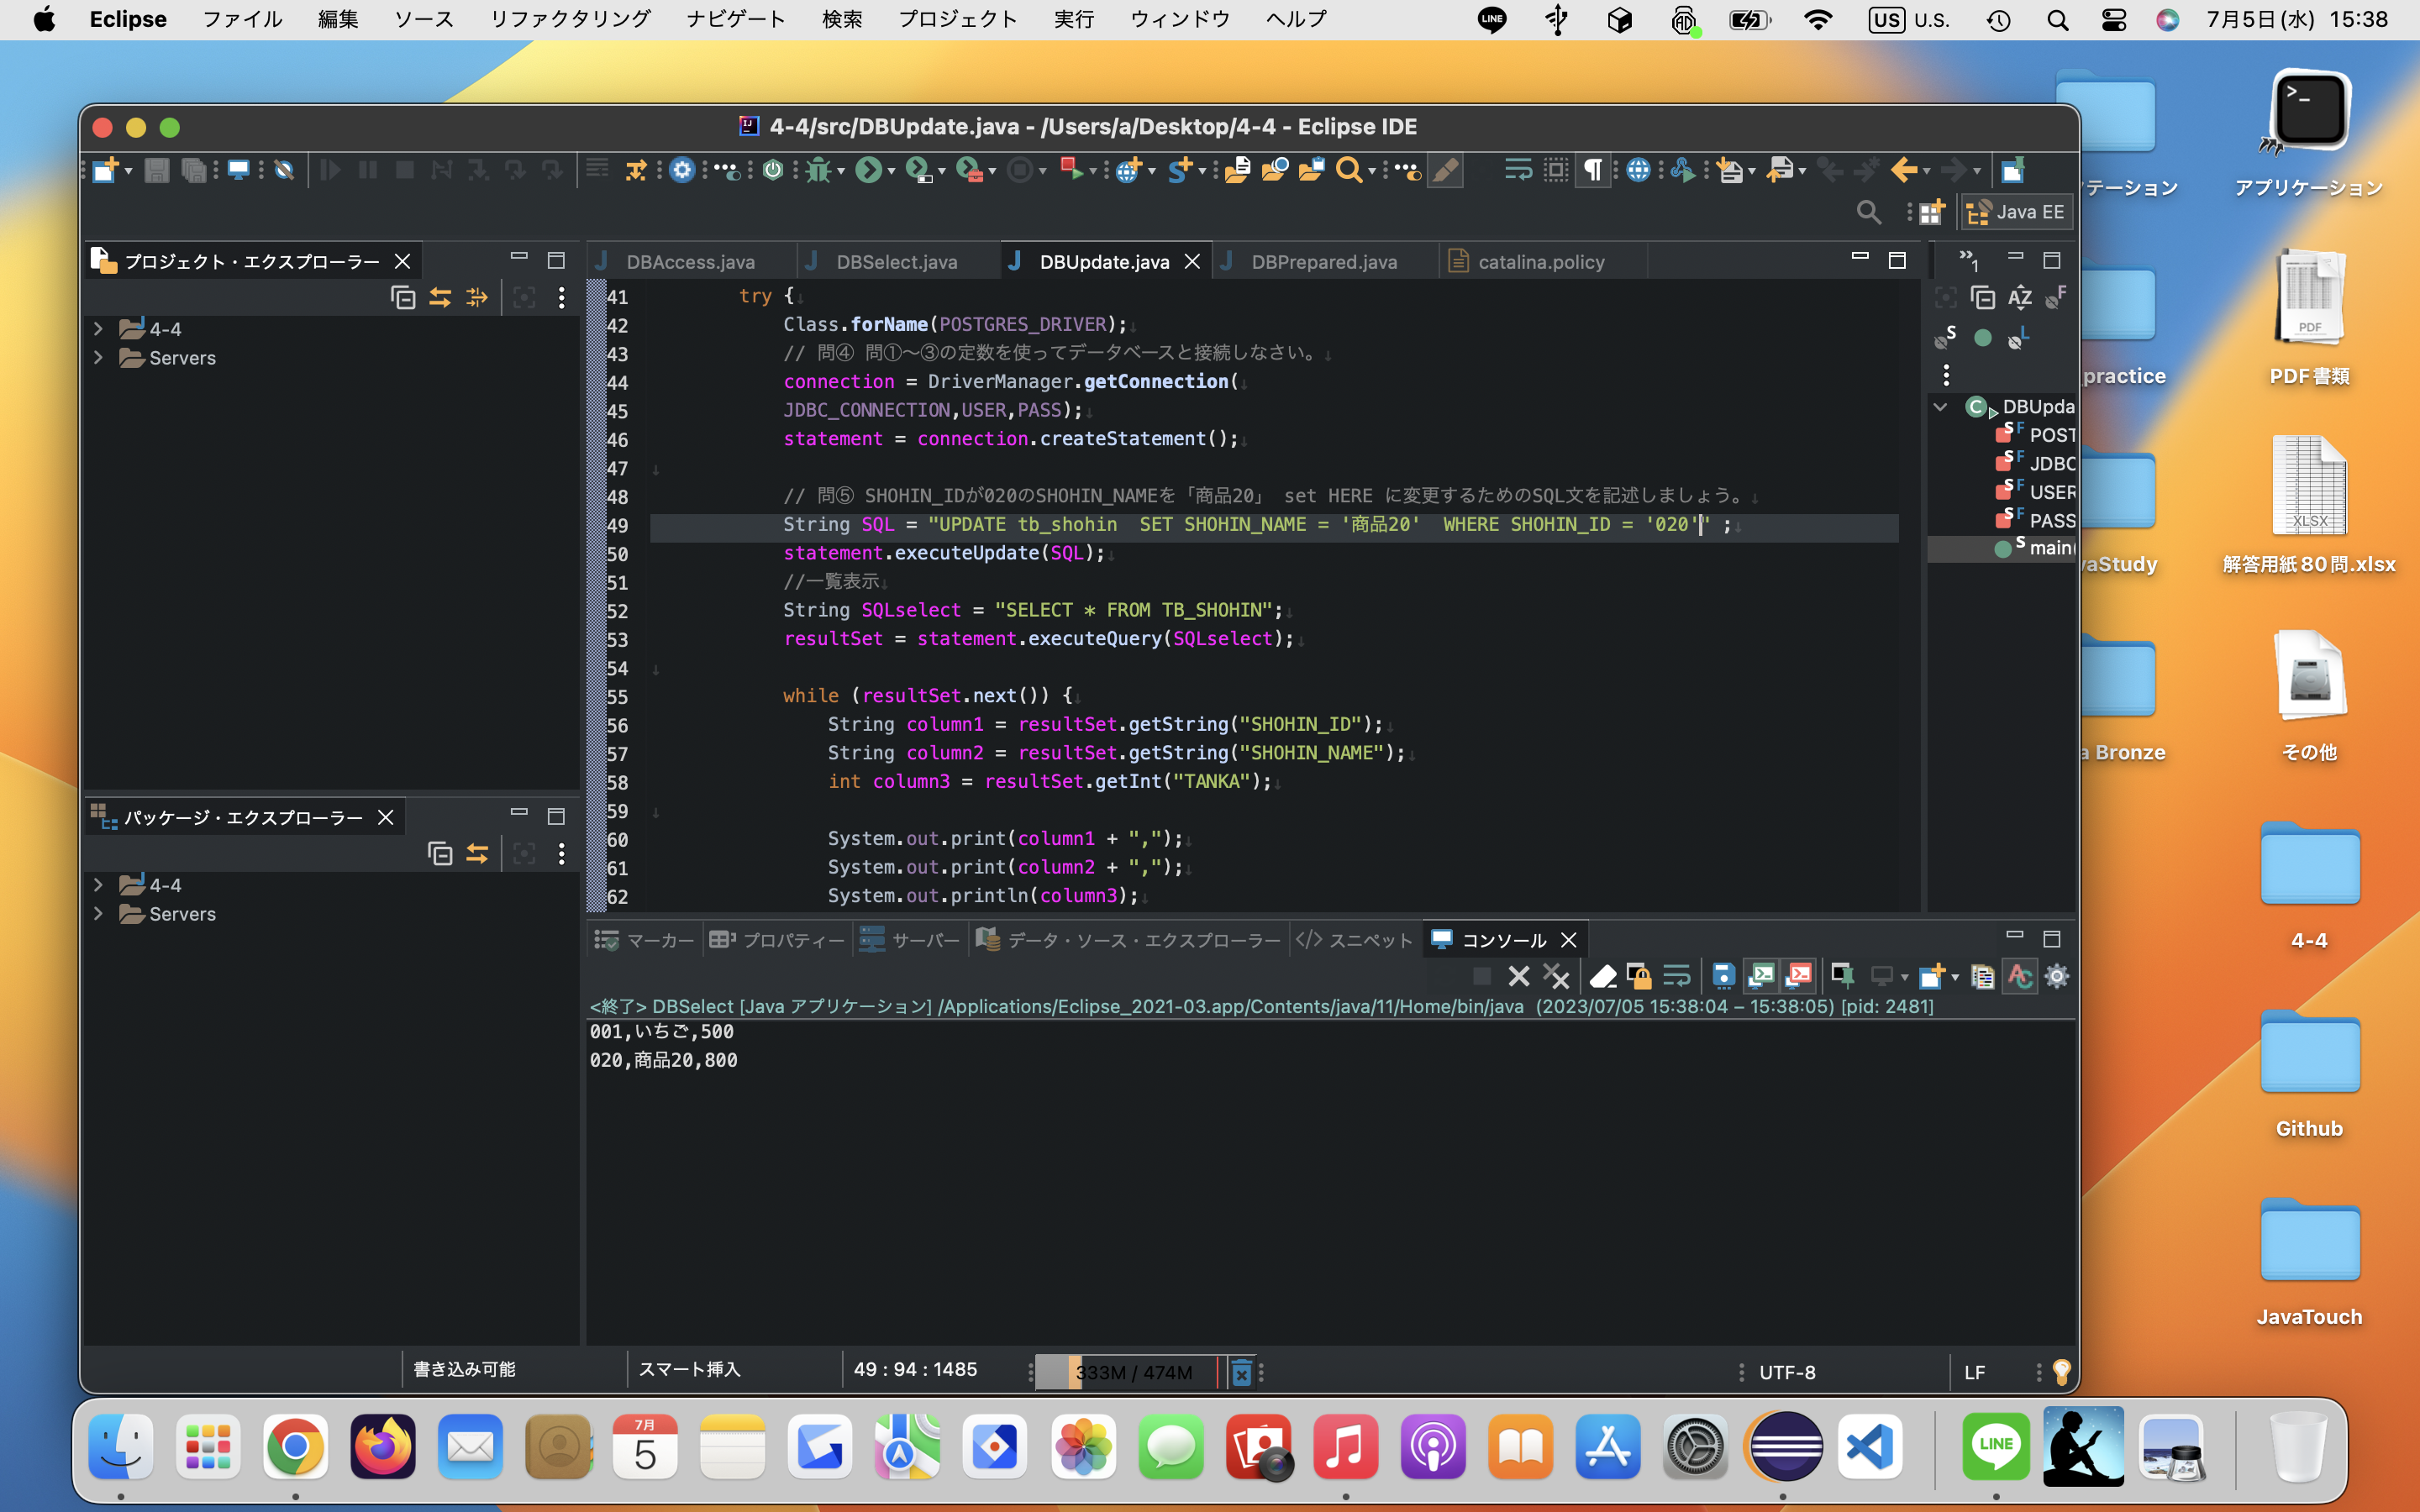 Eclipse ファイル 編集 ソース リファクタリング ナビゲート 検索 プロジェクト 実行 ウィンドウ ヘルプ LINE US U.S. 7月5日(水) 15:38
4-4/src/DBUpdate.java - /Users/a/Desktop/4-4 - Eclipse IDE
Java EE
プロジェクト・エクスプローラー
4-4
Servers
パッケージ・エクスプローラー
4-4
Servers
DBAccess.java DBSelect.java DBUpdate.java DBPrepared.java catalina.policy
41 try {
42 Class.forName(POSTGRES_DRIVER);
43 // 問④ 問①〜③の定数を使ってデータベースと接続しなさい。
44 connection = DriverManager.getConnection(
45 JDBC_CONNECTION,USER,PASS);
46 statement = connection.createStatement();
47
48 // 問⑤ SHOHIN_IDが020のSHOHIN_NAMEを「商品20」 set HERE に変更するためのSQL文を記述しましょう。
49 String SQL = "UPDATE tb_shohin  SET SHOHIN_NAME = '商品20'  WHERE SHOHIN_ID = '020'" ;
50 statement.executeUpdate(SQL);
51 //一覧表示
52 String SQLselect = "SELECT * FROM TB_SHOHIN";
53 resultSet = statement.executeQuery(SQLselect);
54
55 while (resultSet.next()) {
56 String column1 = resultSet.getString("SHOHIN_ID");
57 String column2 = resultSet.getString("SHOHIN_NAME");
58 int column3 = resultSet.getInt("TANKA");
59
60 System.out.print(column1 + ",");
61 System.out.print(column2 + ",");
62 System.out.println(column3);
DBUpda
POST
JDBC
USER
PASS
main(
マーカー プロパティー サーバー データ・ソース・エクスプローラー スニペット コンソール
<終了> DBSelect [Java アプリケーション] /Applications/Eclipse_2021-03.app/Contents/java/11/Home/bin/java  (2023/07/05 15:38:04 – 15:38:05) [pid: 2481]
001,いちご,500
020,商品20,800
書き込み可能 スマート挿入 49 : 94 : 1485 333M / 474M UTF-8 LF
テーション アプリケーション
practice PDF書類
PDF
vaStudy 解答用紙80問.xlsx
XLSX
a Bronze その他
4-4
Github
JavaTouch
7月
5
LINE